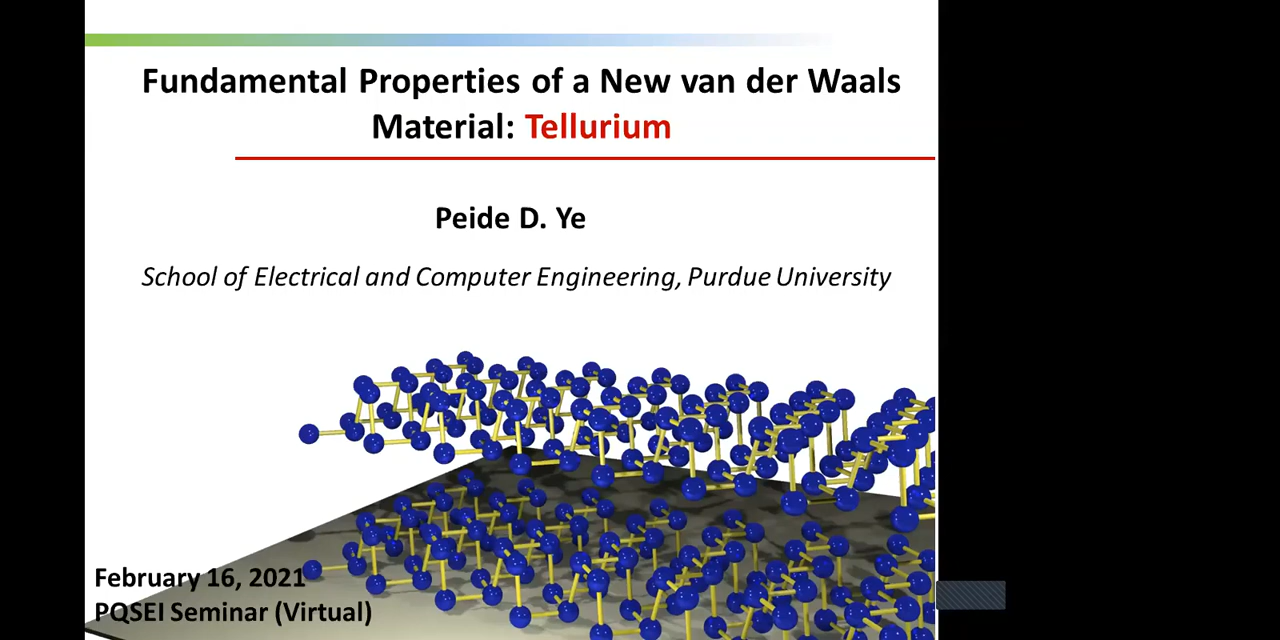 Fundamental Properties of a New van der Waals
Material: Tellurium
Peide D. Ye
School of Electrical and Computer Engineering, Purdue University
February 16, 2021
PQSEI Seminar (Virtual)